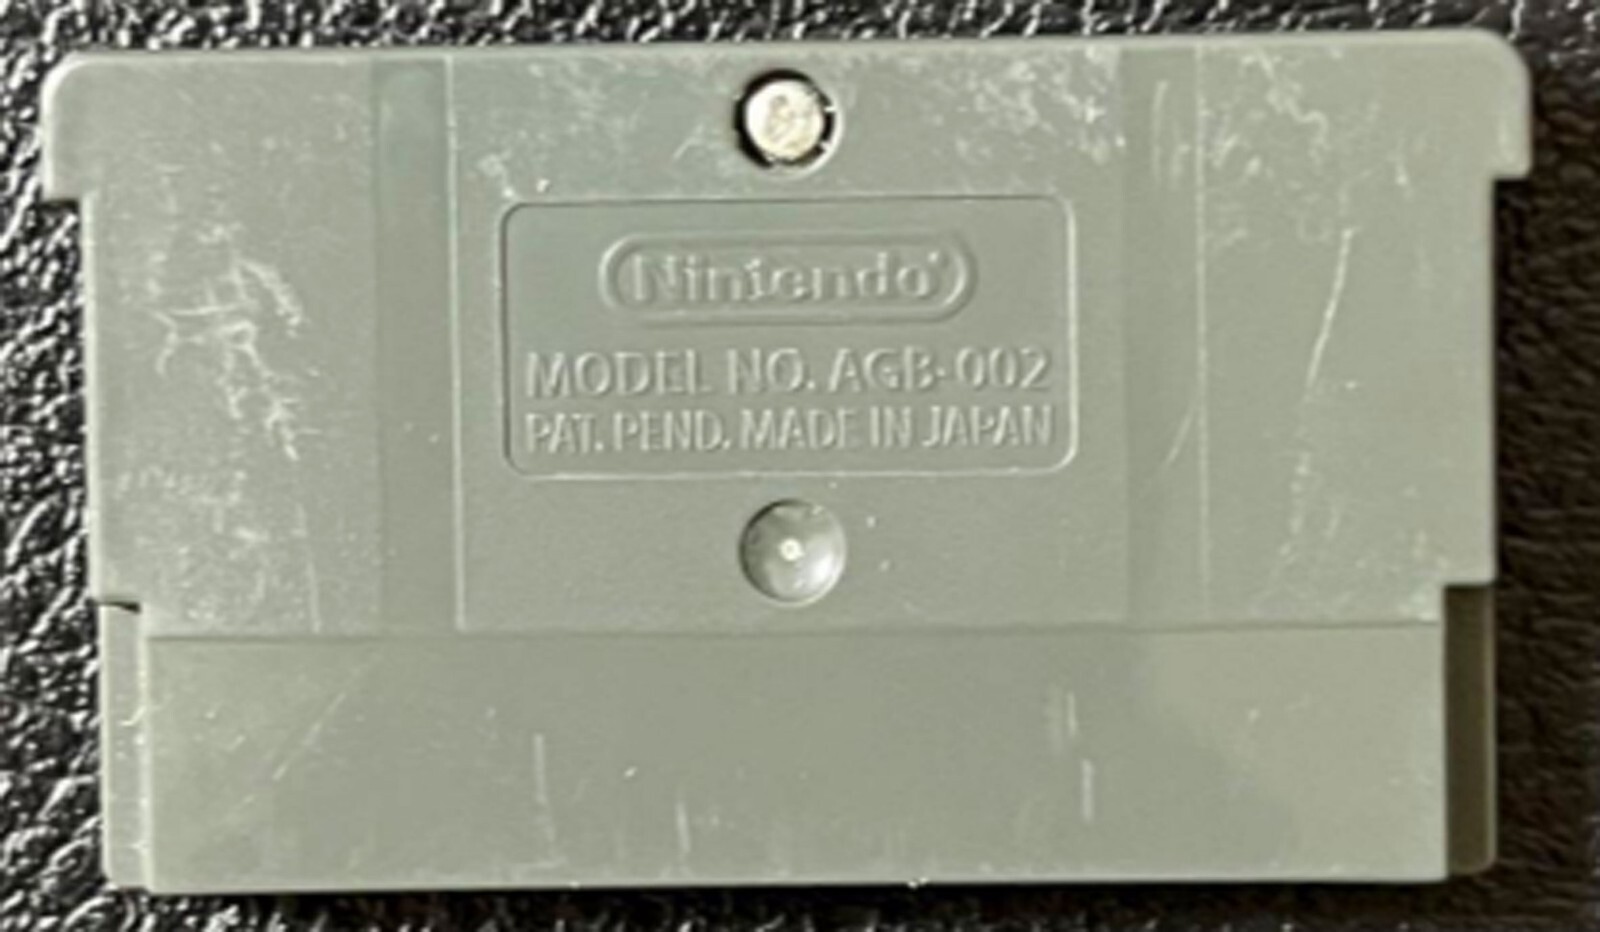 Nintendo®
MODEL NO. AGB-002
PAT. PEND. MADE IN JAPAN